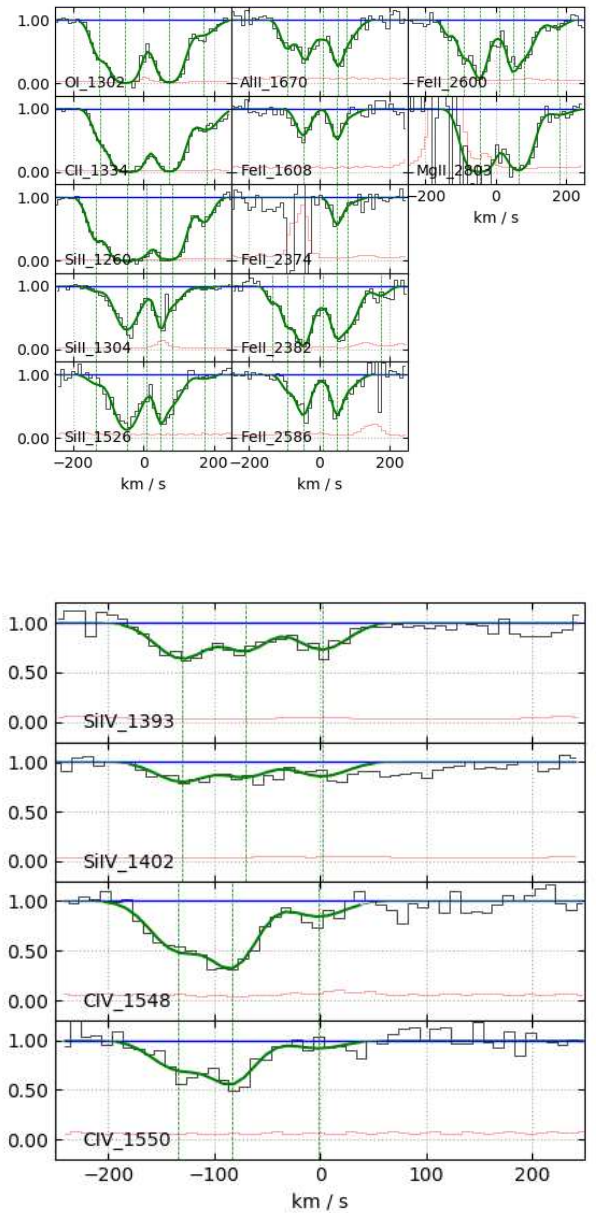 1.00
0.00
OI_1302
AlII_1670
FeII_2600
1.00
0.00
CII_1334
FeII_1608
MgII_2803
−200 0 200
km / s
1.00
0.00
SiII_1260
FeII_2374
1.00
0.00
SiII_1304
FeII_2382
1.00
0.00
SiII_1526
FeII_2586
−200 0 200 −200 0 200
km / s km / s
1.00
0.50
0.00
SiIV_1393
1.00
0.50
0.00
SiIV_1402
1.00
0.50
0.00
CIV_1548
1.00
0.50
0.00
CIV_1550
−200 −100 0 100 200
km / s